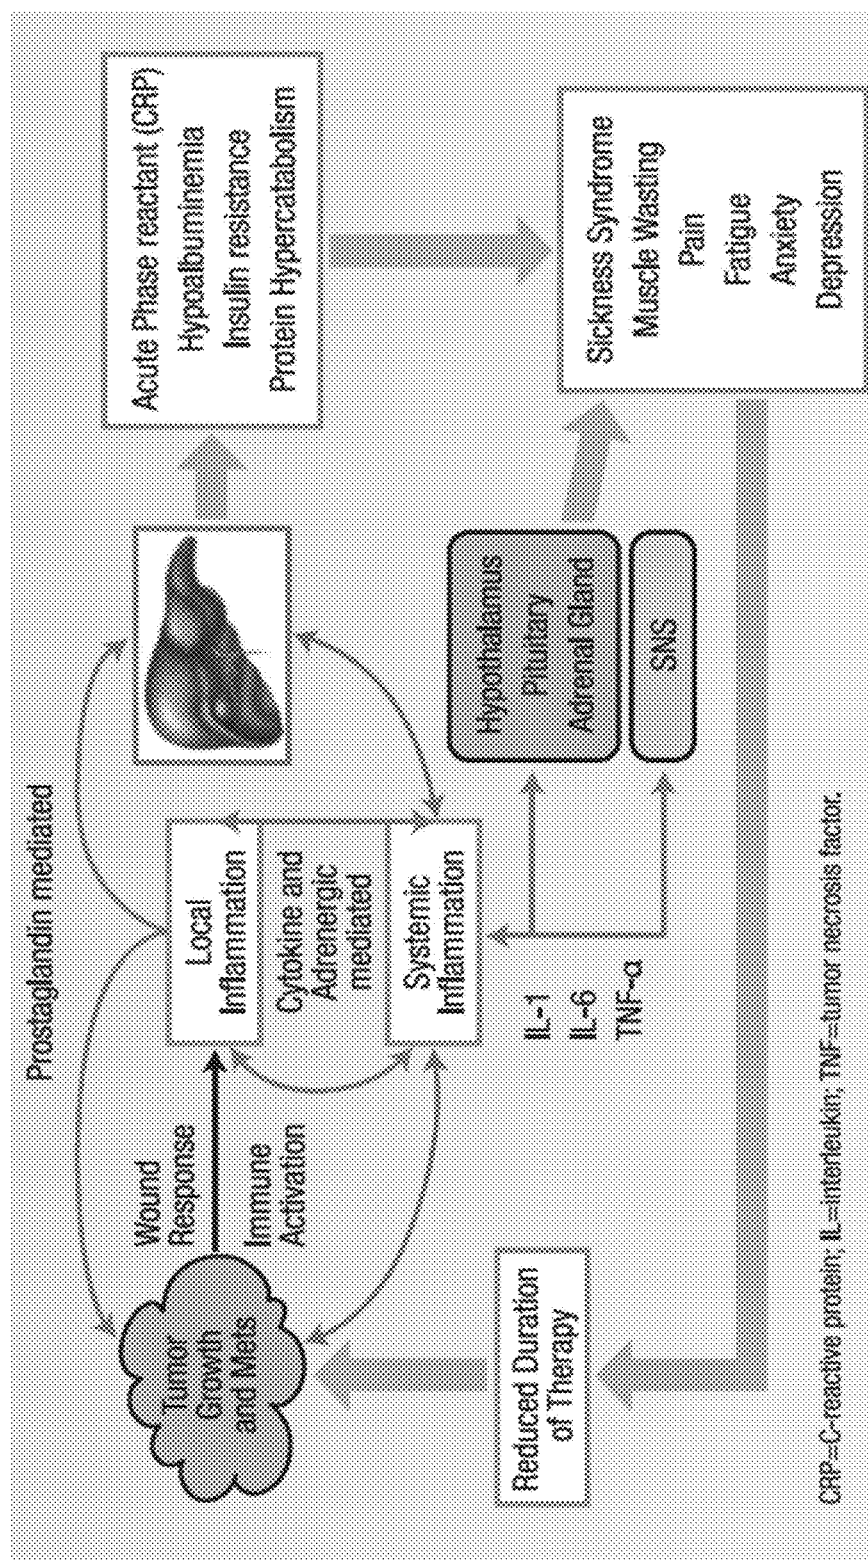 Prostaglandin mediated
Tumor
Growth
and Mets
Wound
Response
Immune
Activation
Local
Inflammation
Cytokine and
Adrenergic
mediated
Systemic
Inflammation
Acute Phase reactant (CRP)
Hypoalbuminemia
Insulin resistance
Protein Hypercatabolism
IL-1
IL-6
TNF-α
Hypothalamus
Pituitary
Adrenal Gland
SNS
Sickness Syndrome
Muscle Wasting
Pain
Fatigue
Anxiety
Depression
Reduced Duration
of Therapy
CRP=C-reactive protein; IL=interleukin; TNF=tumor necrosis factor.